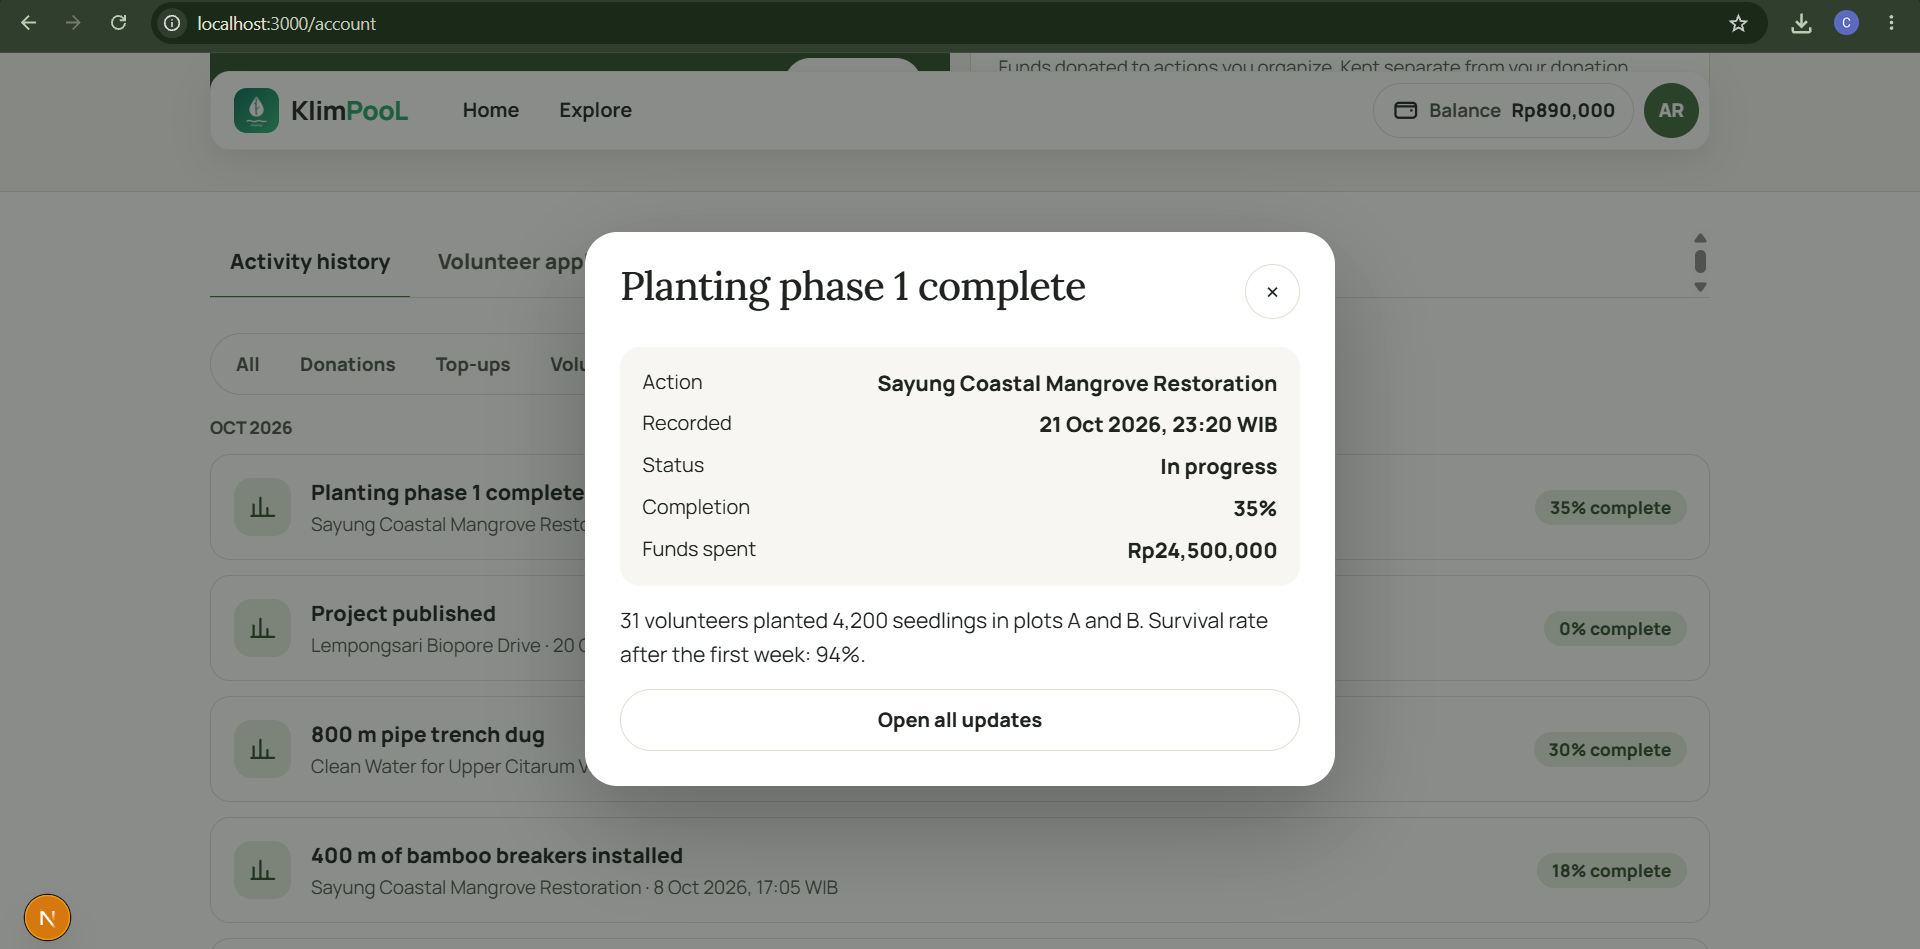 localhost:3000/account
C
Funds donated to actions you organize. Kept separate from your donation
KlimPooL
Home
Explore
Balance Rp890,000
AR
Activity history
Volunteer app
All
Donations
Top-ups
Volu
OCT 2026
Planting phase 1 complete
Sayung Coastal Mangrove Resto
35% complete
Project published
Lempongsari Biopore Drive · 20 O
0% complete
800 m pipe trench dug
Clean Water for Upper Citarum V
30% complete
400 m of bamboo breakers installed
Sayung Coastal Mangrove Restoration · 8 Oct 2026, 17:05 WIB
18% complete
N
Planting phase 1 complete
×
Action Sayung Coastal Mangrove Restoration
Recorded 21 Oct 2026, 23:20 WIB
Status In progress
Completion 35%
Funds spent Rp24,500,000
31 volunteers planted 4,200 seedlings in plots A and B. Survival rate
after the first week: 94%.
Open all updates